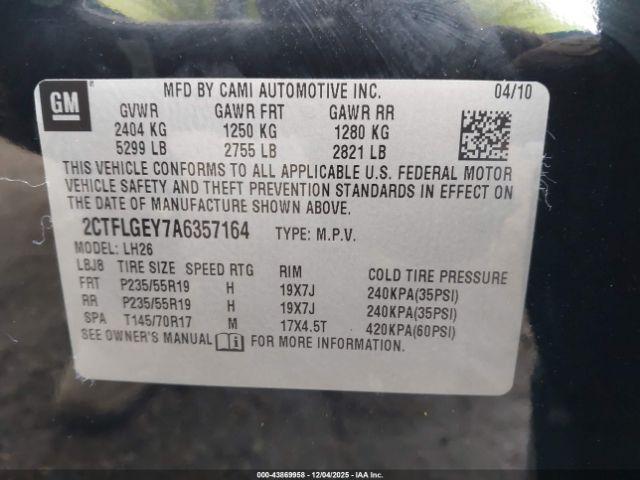 GM
MFD BY CAMI AUTOMOTIVE INC. 04/10
GVWR GAWR FRT GAWR RR
2404 KG 1250 KG 1280 KG
5299 LB 2755 LB 2821 LB
THIS VEHICLE CONFORMS TO ALL APPLICABLE U.S. FEDERAL MOTOR
VEHICLE SAFETY AND THEFT PREVENTION STANDARDS IN EFFECT ON
THE DATE OF MANUFACTURE SHOWN ABOVE.
2CTFLGEY7A6357164 TYPE: M.P.V.
MODEL: LH26
LBJ8 TIRE SIZE SPEED RTG RIM COLD TIRE PRESSURE
FRT P235/55R19 H 19X7J 240KPA(35PSI)
RR P235/55R19 H 19X7J 240KPA(35PSI)
SPA T145/70R17 M 17X4.5T 420KPA(60PSI)
SEE OWNER'S MANUAL FOR MORE INFORMATION.
000-43869958 - 12/04/2025 - IAA Inc.